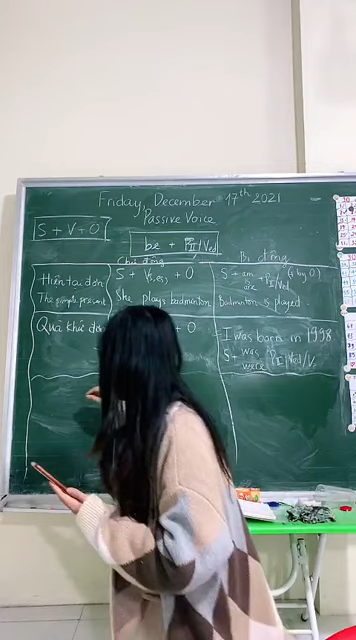 Friday, December 17th 2021
Passive Voice
S + V + O
be + PII/Ved
Chủ động
Bị động
Hiện tại đơn
The simple present
S + V(s,es) + O
She plays badminton
S + am is are + PII/Ved (by O)
Badminton is played
Quá khứ đơn
+ O
- I was born in 1998
S + was were PII/Ved/V3